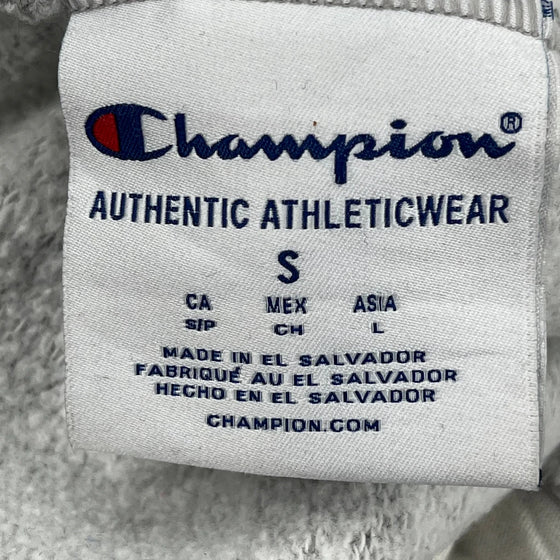 Champion®
AUTHENTIC ATHLETICWEAR
S
CA MEX ASIA
S/P CH L
MADE IN EL SALVADOR
FABRIQUÉ AU EL SALVADOR
HECHO EN EL SALVADOR
CHAMPION.COM